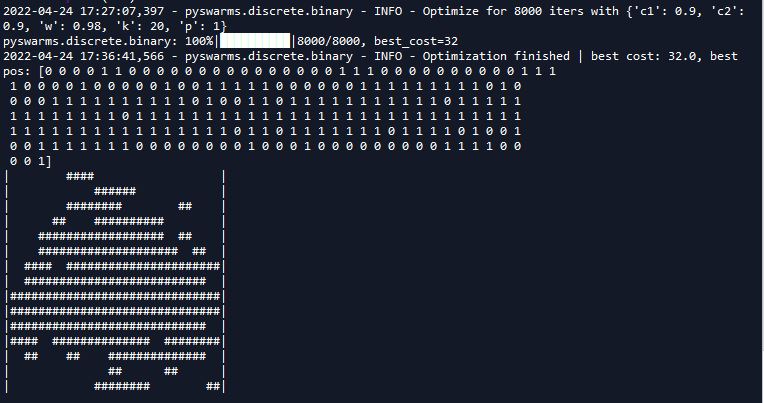 2022-04-24 17:27:07,397 - pyswarms.discrete.binary - INFO - Optimize for 8000 iters with {'c1': 0.9, 'c2':
0.9, 'w': 0.98, 'k': 20, 'p': 1}
pyswarms.discrete.binary: 100%|██████████|8000/8000, best_cost=32
2022-04-24 17:36:41,566 - pyswarms.discrete.binary - INFO - Optimization finished | best cost: 32.0, best
pos: [0 0 0 0 1 1 0 0 0 0 0 0 0 0 0 0 0 0 0 0 0 1 1 1 0 0 0 0 0 0 0 0 0 0 1 1 1
 1 0 0 0 0 1 0 0 0 0 0 1 0 0 1 1 1 1 1 0 0 0 0 0 0 1 1 1 1 1 1 1 1 1 0 1 0
 0 0 0 1 1 1 1 1 1 1 1 1 1 0 1 0 0 1 1 0 1 1 1 1 1 1 1 1 1 1 1 0 1 1 1 1 1
 1 1 1 1 1 1 1 1 0 1 1 1 1 1 1 1 1 1 1 1 1 1 1 1 1 1 1 1 1 1 1 1 1 1 1 1 1
 1 1 1 1 1 1 1 1 1 1 1 1 1 1 1 1 0 1 1 0 1 1 1 1 1 1 1 0 1 1 1 1 0 1 0 0 1
 0 0 1 1 1 1 1 1 1 0 0 0 0 0 0 0 0 1 0 0 0 1 0 0 0 0 0 0 0 0 0 1 1 1 1 0 0
 0 0 1]
|        ####                  |
|            ######            |
|        ########        ##    |
|      ##    ##########        |
|    ##################  ##    |
|    ####################  ##  |
|  ####  ######################|
|  ##########################  |
|##############################|
|##############################|
|############################  |
|####  ##############  ########|
|  ##    ##    ##############  |
|              ##      ##      |
|            ########        ##|